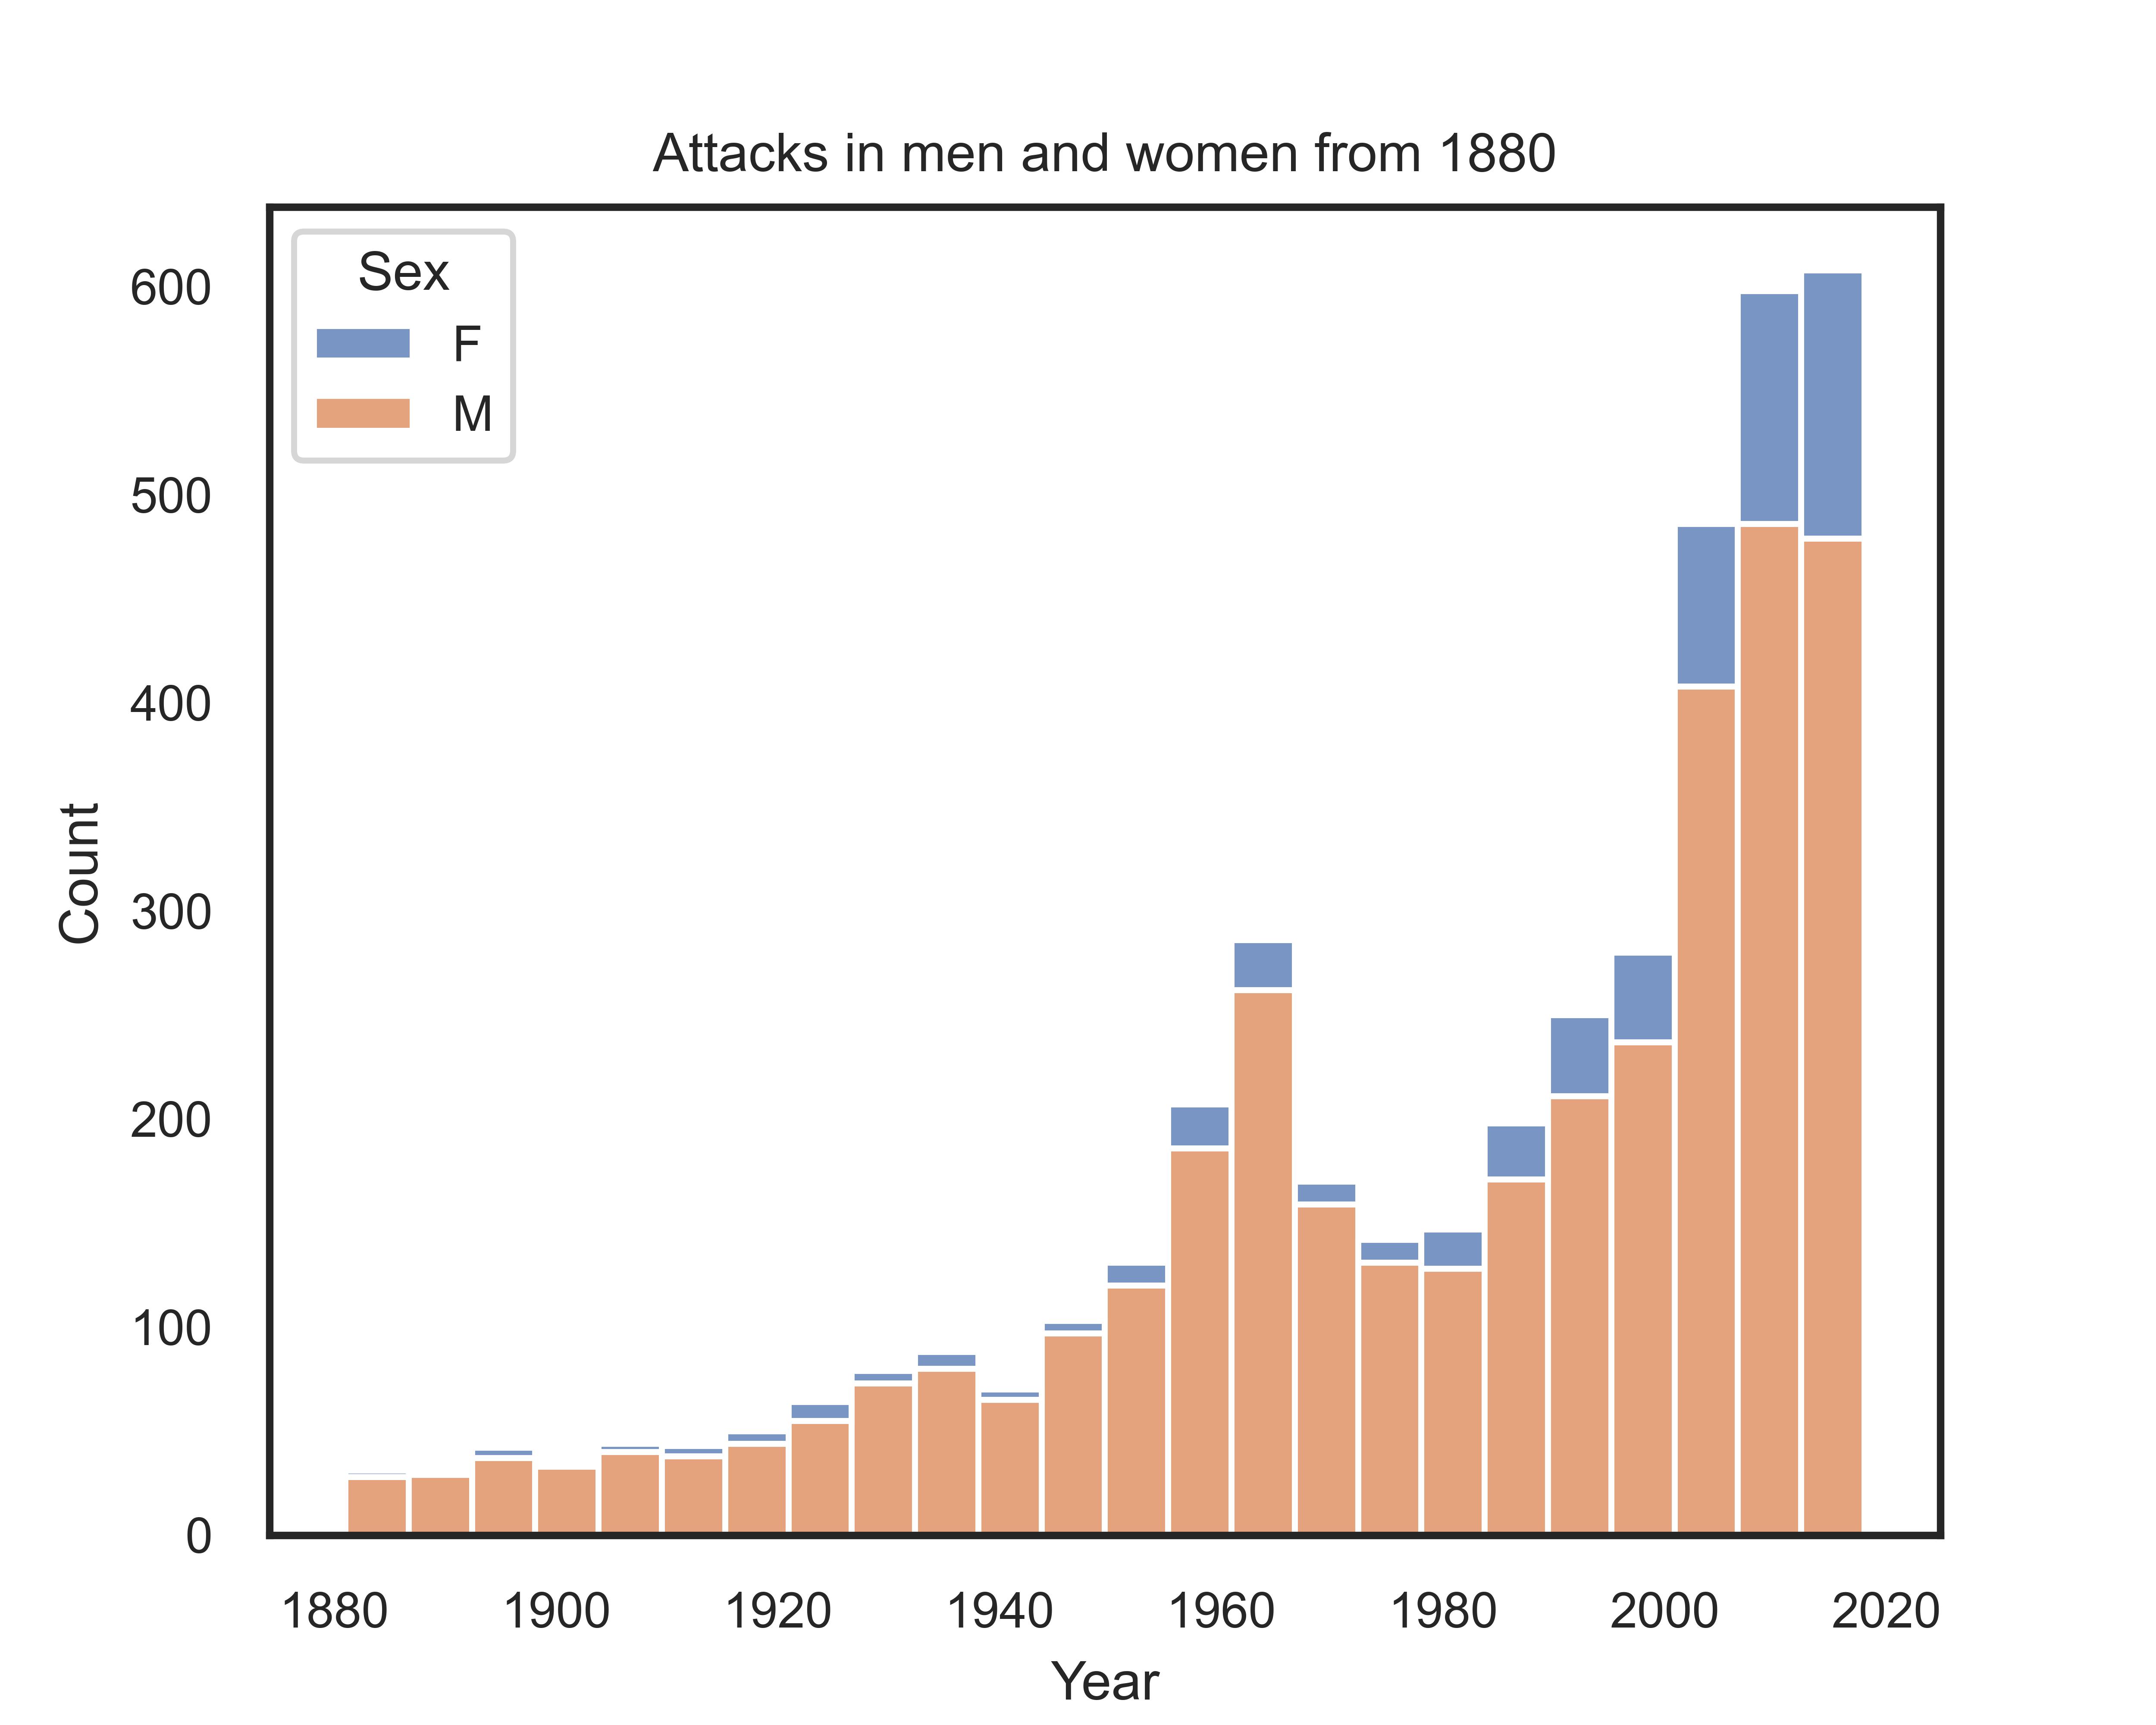 Attacks in men and women from 1880
Sex
F
M
600
500
400
300
200
100
0
Count
1880 1900 1920 1940 1960 1980 2000 2020
Year